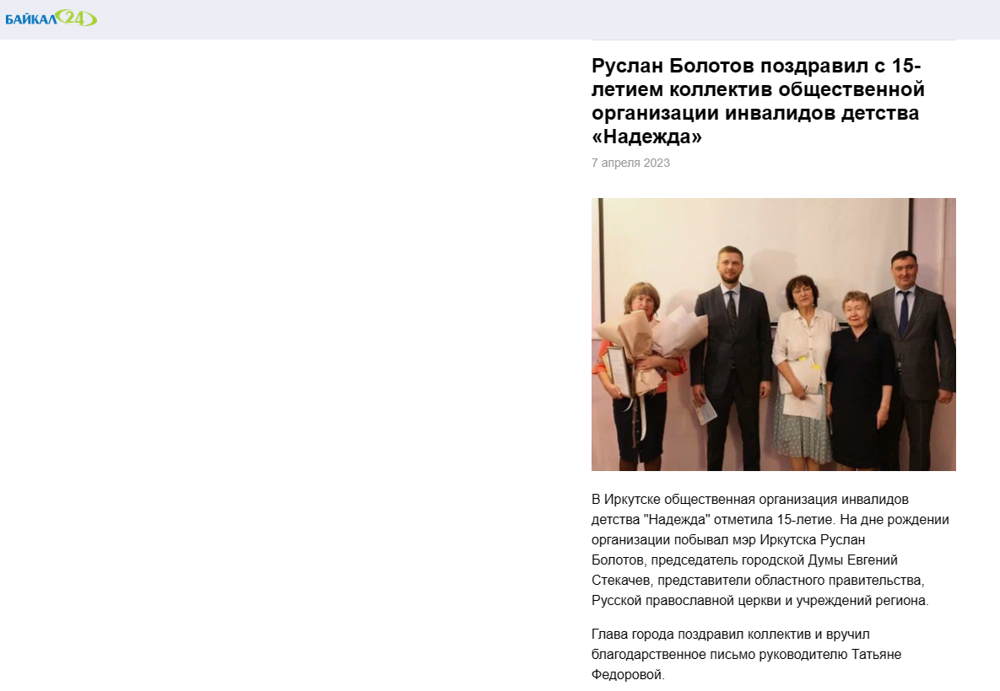 БАЙКАЛ24
Руслан Болотов поздравил с 15-
летием коллектив общественной
организации инвалидов детства
«Надежда»
7 апреля 2023
В Иркутске общественная организация инвалидов
детства "Надежда" отметила 15-летие. На дне рождении
организации побывал мэр Иркутска Руслан
Болотов, председатель городской Думы Евгений
Стекачев, представители областного правительства,
Русской православной церкви и учреждений региона.
Глава города поздравил коллектив и вручил
благодарственное письмо руководителю Татьяне
Федоровой.